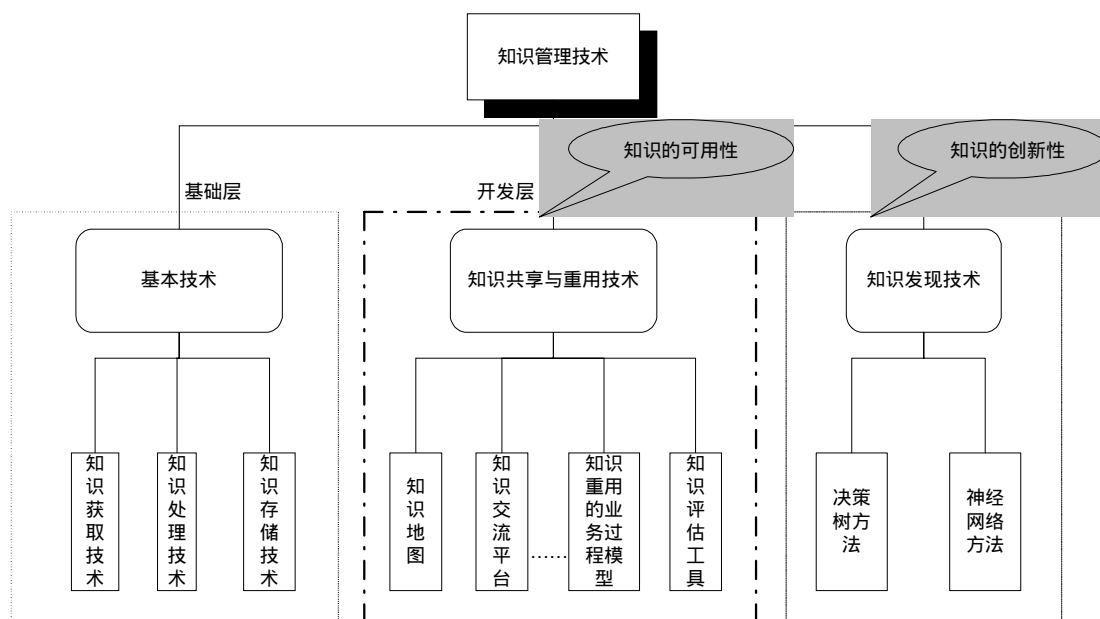 知识管理技术
知识的可用性
知识的创新性
基础层
开发层
基本技术
知识共享与重用技术
知识发现技术
知
识
获
取
技
术
知
识
处
理
技
术
知
识
存
储
技
术
知
识
地
图
知
识
交
流
平
台
……
知识
重用
的业
务过
程模
型
知
识
评
估
工
具
决策
树方
法
神经
网络
方法